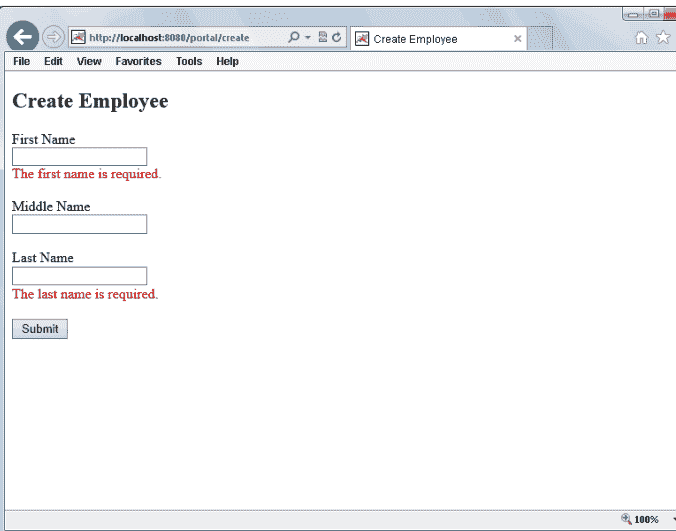 http://localhost:8080/portal/create
Create Employee
File Edit View Favorites Tools Help
Create Employee
First Name
The first name is required.
Middle Name
Last Name
The last name is required.
Submit
100%